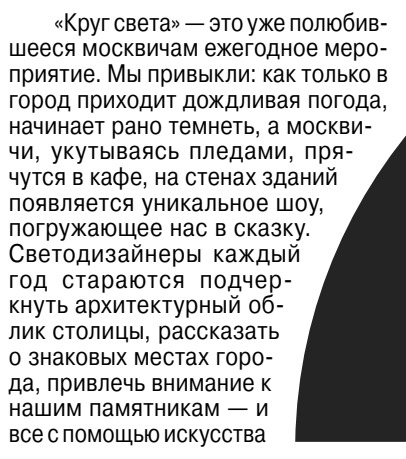 «Круг света» — это уже полюбив-
шееся москвичам ежегодное меро-
приятие. Мы привыкли: как только в
город приходит дождливая погода,
начинает рано темнеть, а москви-
чи, укутываясь пледами, пря-
чутся в кафе, на стенах зданий
появляется уникальное шоу,
погружающее нас в сказку.
Светодизайнеры каждый
год стараются подчер-
кнуть архитектурный об-
лик столицы, рассказать
о знаковых местах горо-
да, привлечь внимание к
нашим памятникам — и
все с помощью искусства